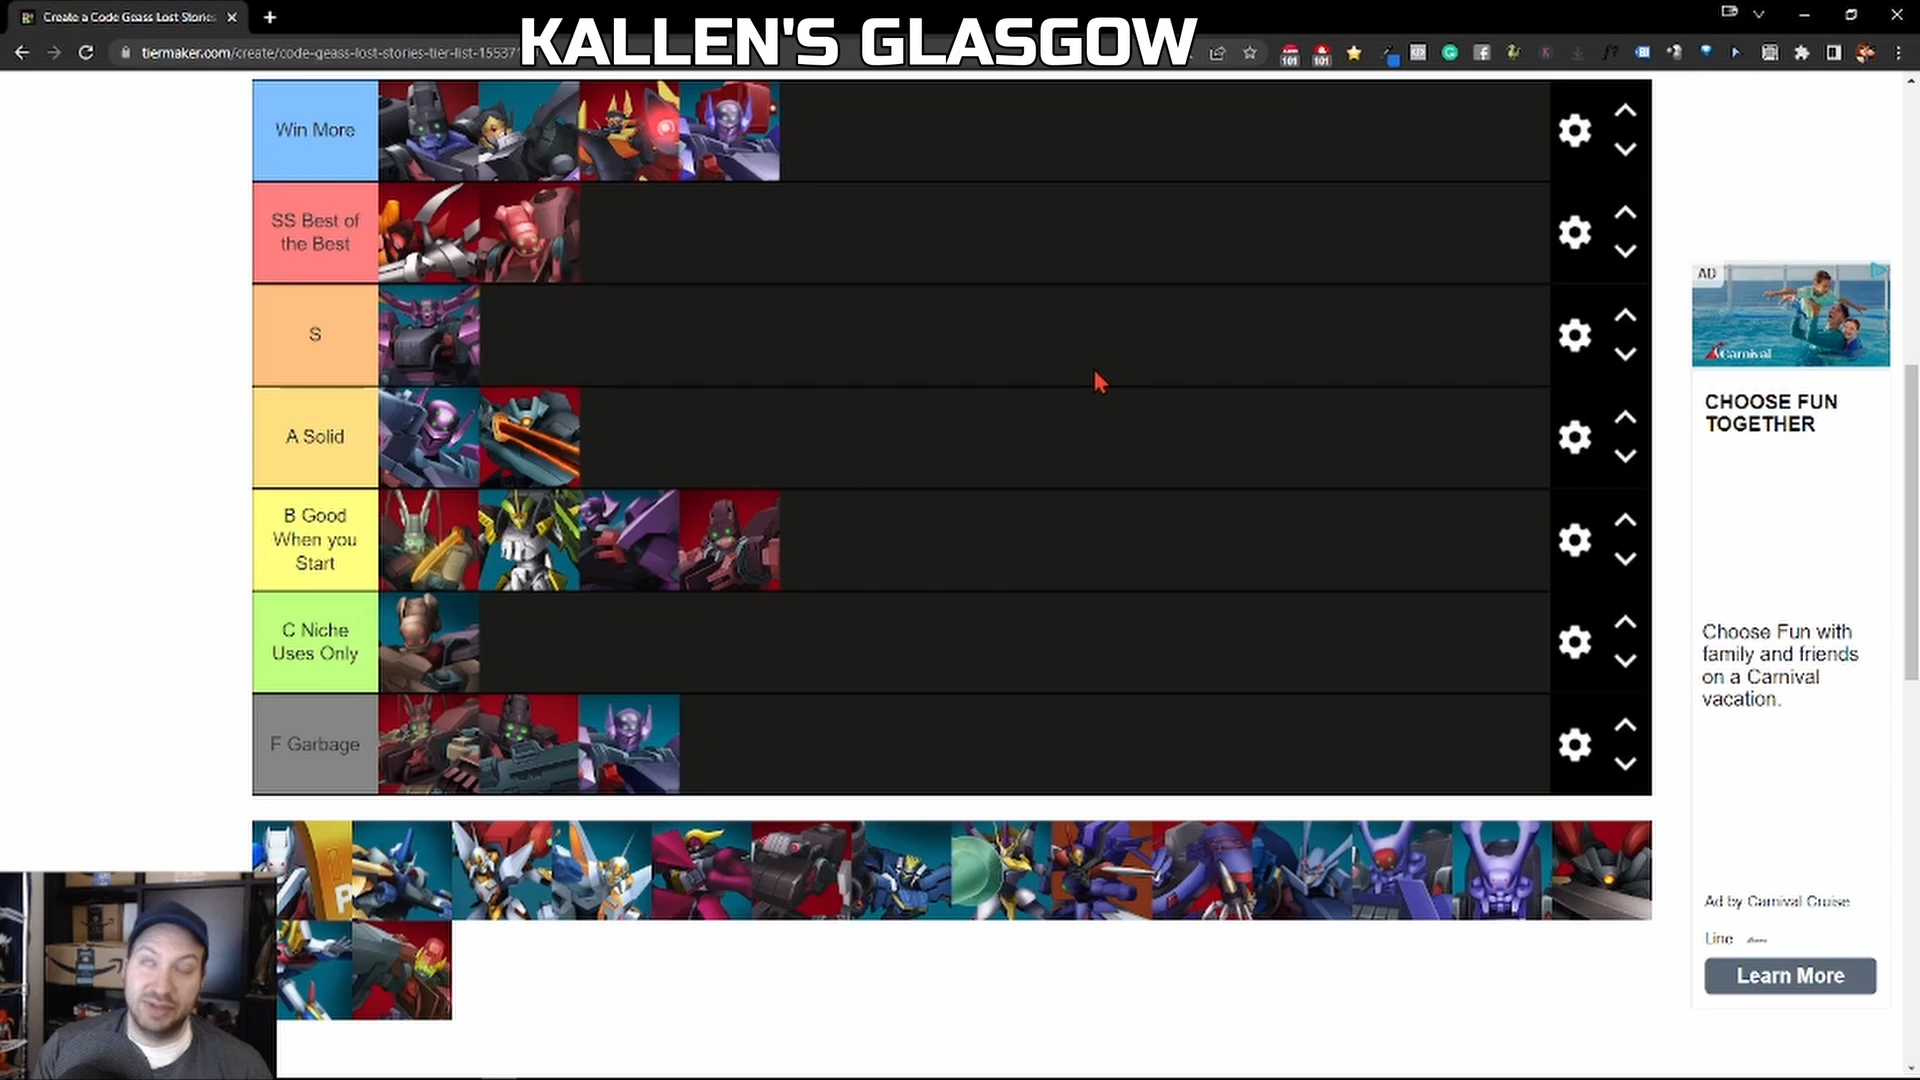 Create a Code Geass Lost Stories
KALLEN'S GLASGOW
tiermaker.com/create/code-geass-lost-stories-tier-list-15537
101
101
Win More
SS Best of
the Best
S
A Solid
B Good
When you
Start
C Niche
Uses Only
F Garbage
AD
Carnival
CHOOSE FUN
TOGETHER
Choose Fun with
family and friends
on a Carnival
vacation.
Ad by Carnival Cruise
Line
Learn More
P